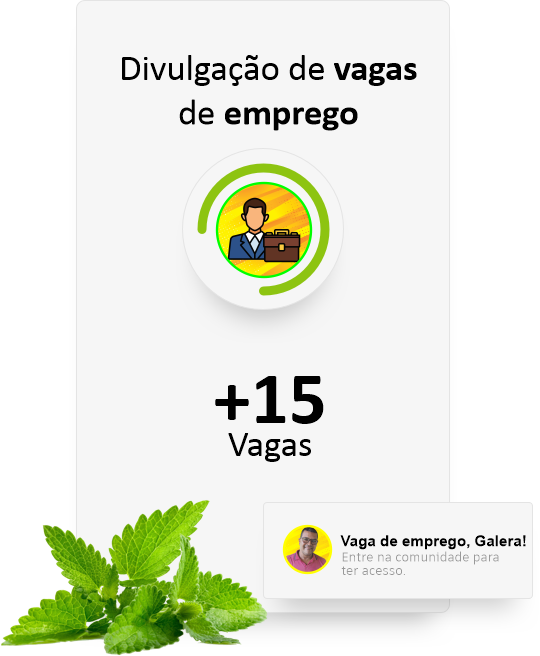 Divulgação de vagas
de emprego
+15
Vagas
Vaga de emprego, Galera!
Entre na comunidade para
ter acesso.